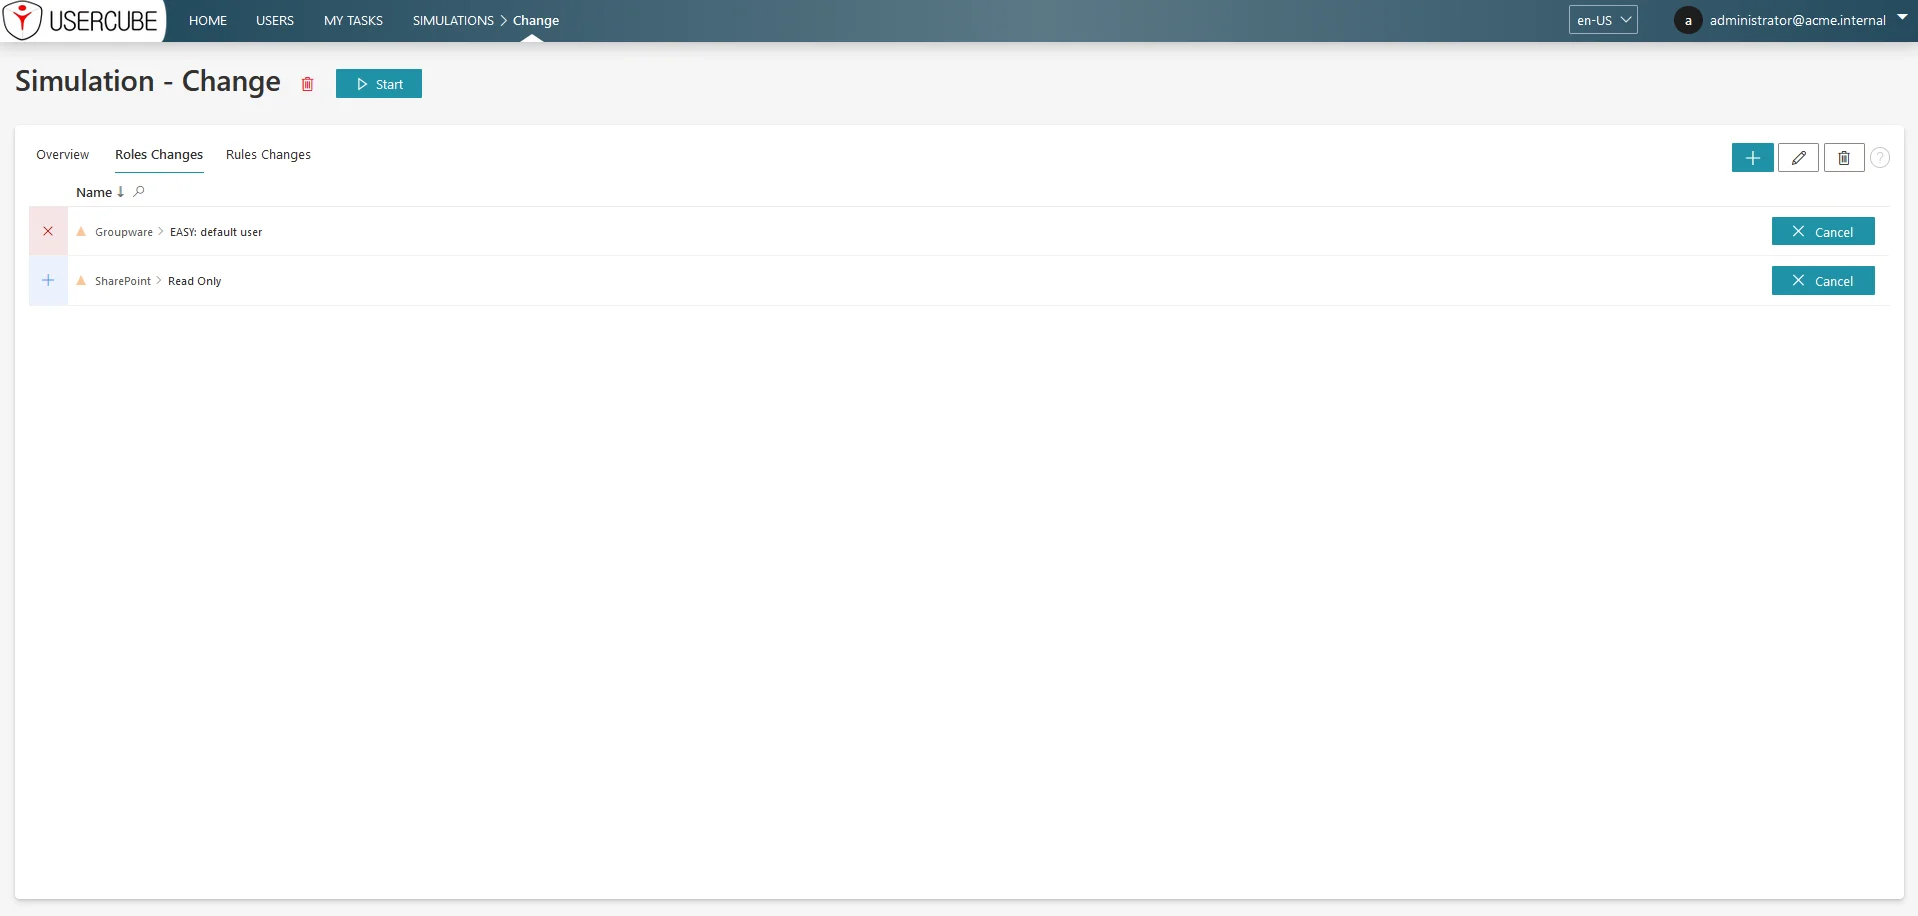 USERCUBE HOME USERS MY TASKS SIMULATIONS > Change en-US a administrator@acme.internal
Simulation - Change Start
Overview Roles Changes Rules Changes ?
Name
Groupware > EASY: default user Cancel
SharePoint > Read Only Cancel